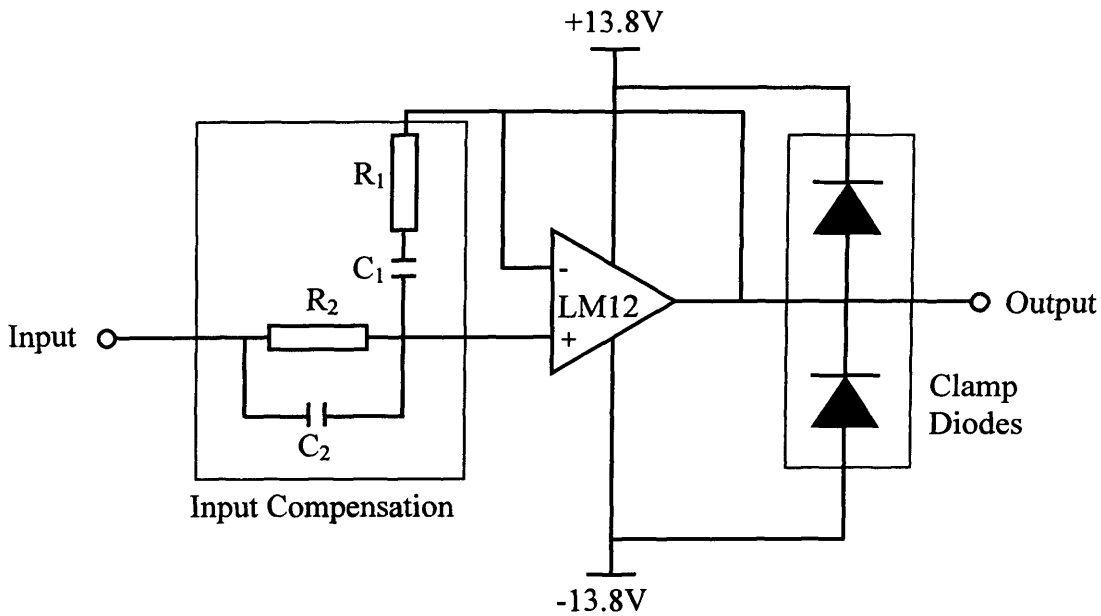 +13.8V
R₁
C₁
-
LM12
+
R₂
Input
Output
C₂
Clamp
Diodes
Input Compensation
-13.8V